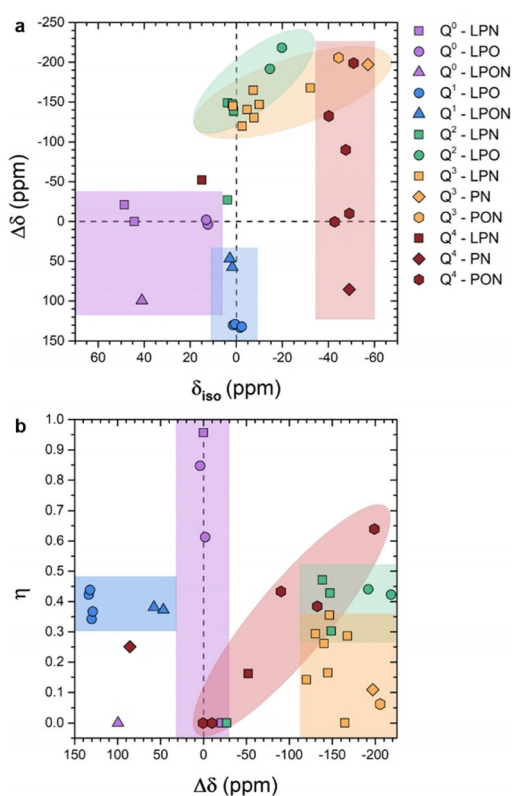 a
-250
-200
-150
-100
-50
0
50
100
150
Δδ (ppm)
60 40 20 0 -20 -40 -60
δiso (ppm)
Q⁰ - LPN
Q⁰ - LPO
Q⁰ - LPON
Q¹ - LPO
Q¹ - LPON
Q² - LPN
Q² - LPO
Q³ - LPN
Q³ - PN
Q³ - PON
Q⁴ - LPN
Q⁴ - PN
Q⁴ - PON
b
1.0
0.9
0.8
0.7
0.6
0.5
0.4
0.3
0.2
0.1
0.0
η
150 100 50 0 -50 -100 -150 -200
Δδ (ppm)